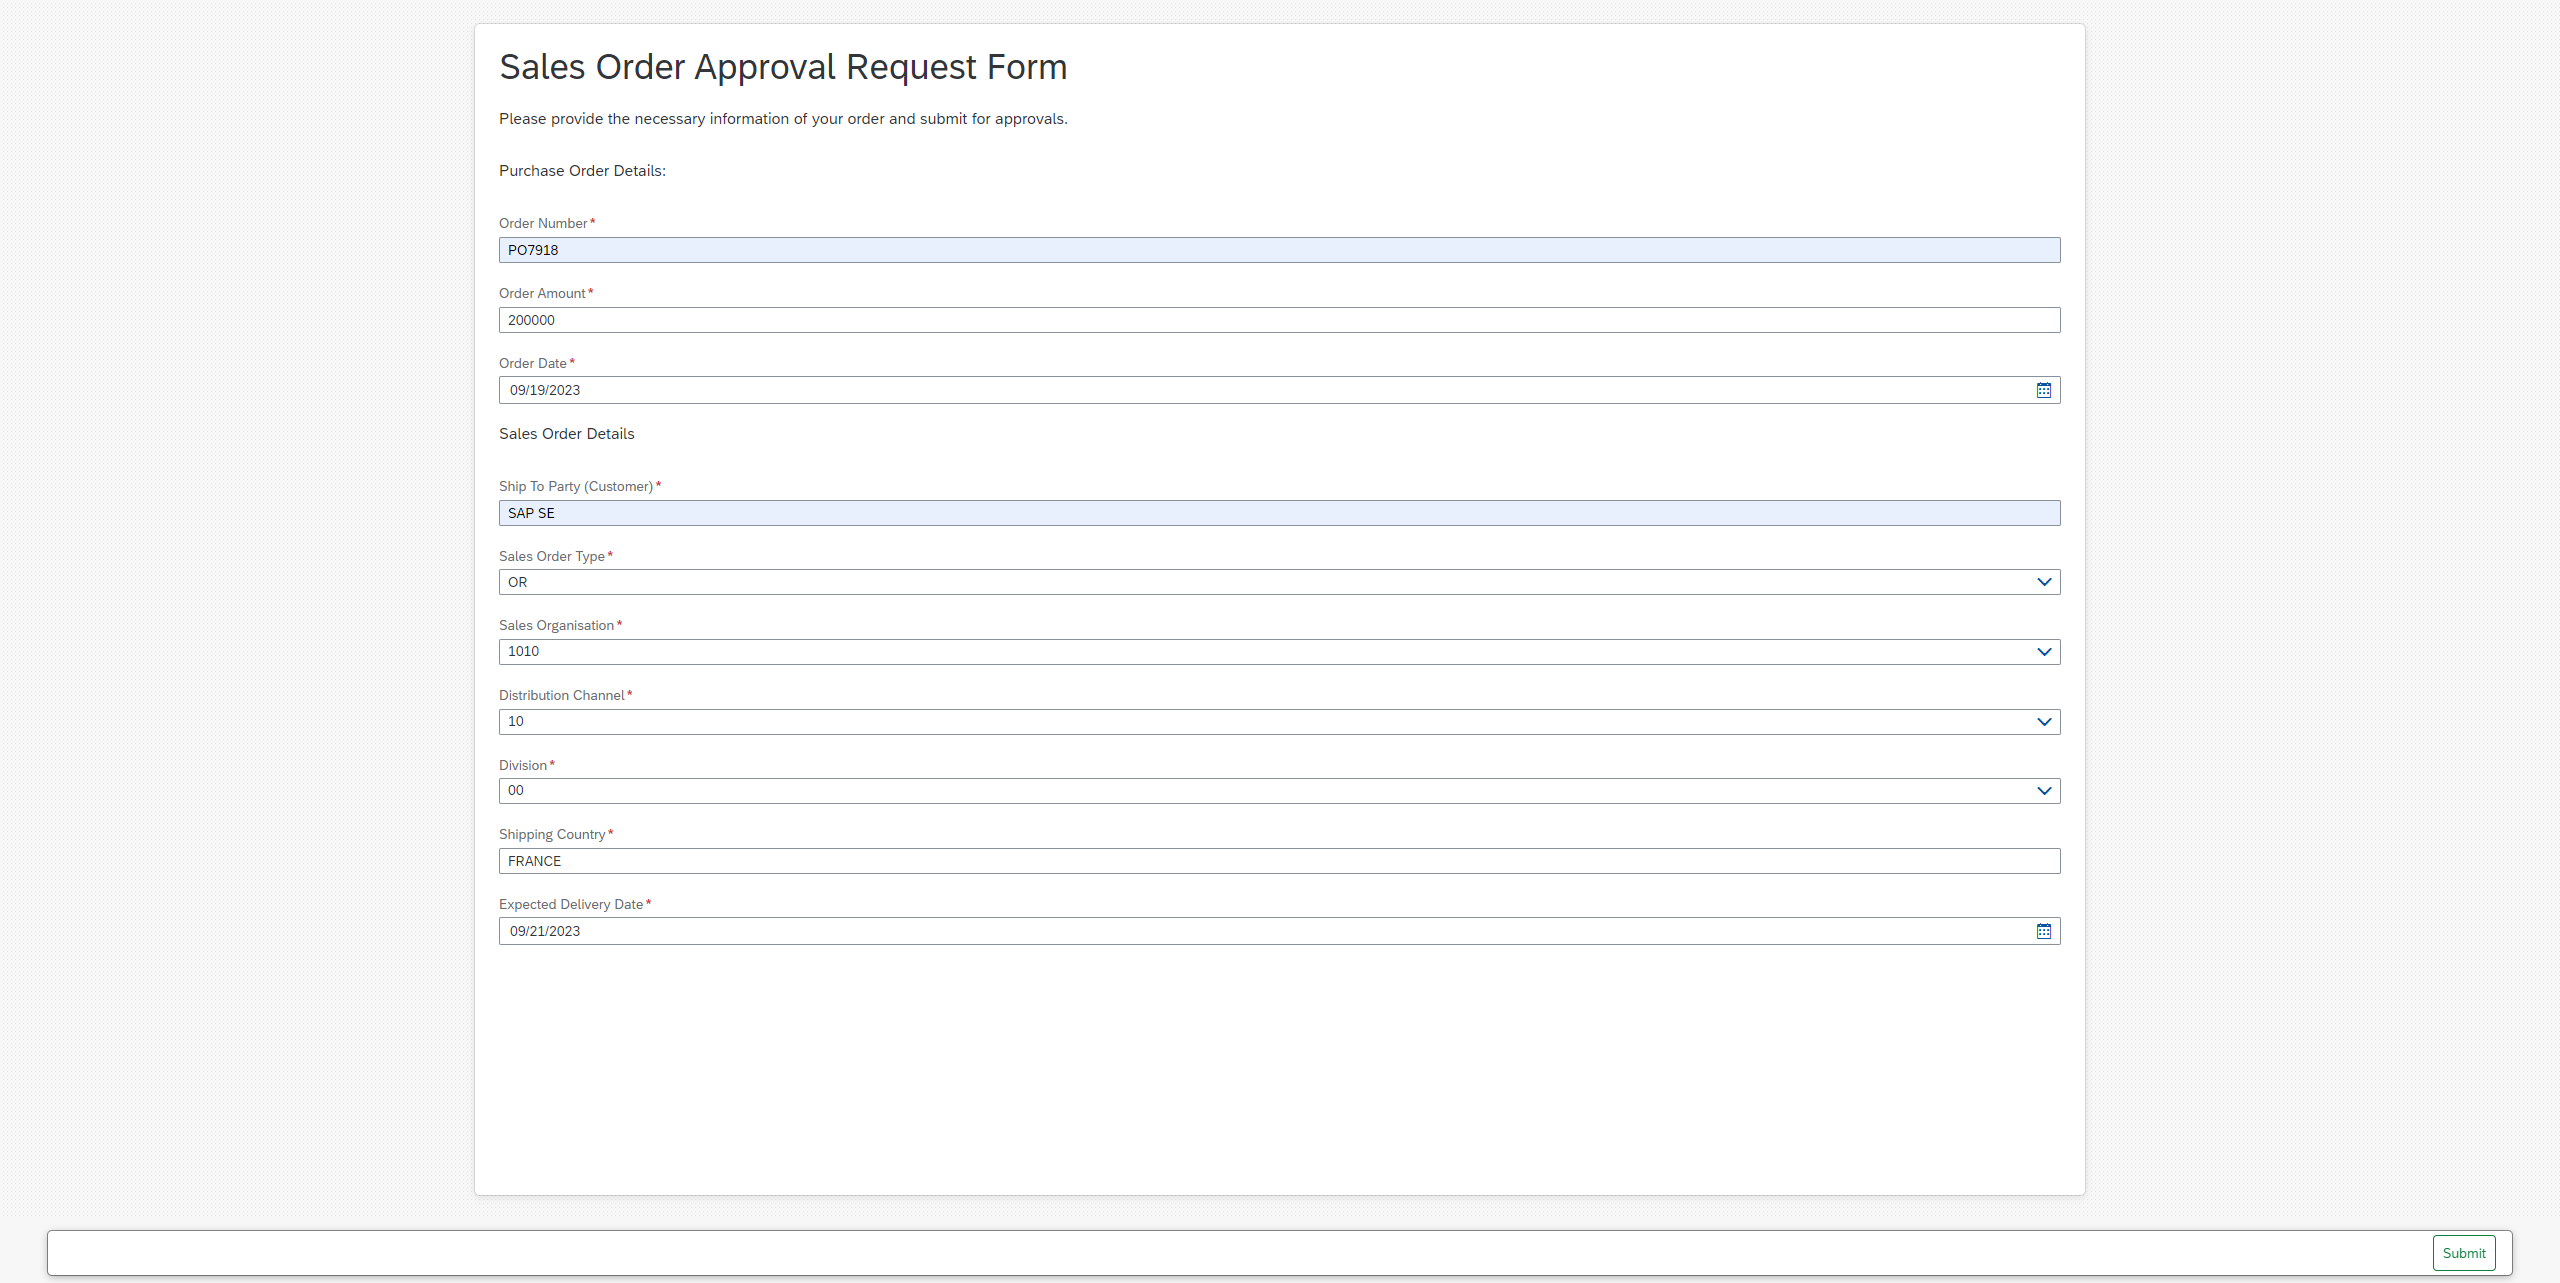 Sales Order Approval Request Form
Please provide the necessary information of your order and submit for approvals.
Purchase Order Details:
Order Number*
PO7918
Order Amount*
200000
Order Date*
09/19/2023
Sales Order Details
Ship To Party (Customer)*
SAP SE
Sales Order Type*
OR
Sales Organisation*
1010
Distribution Channel*
10
Division*
00
Shipping Country*
FRANCE
Expected Delivery Date*
09/21/2023
Submit